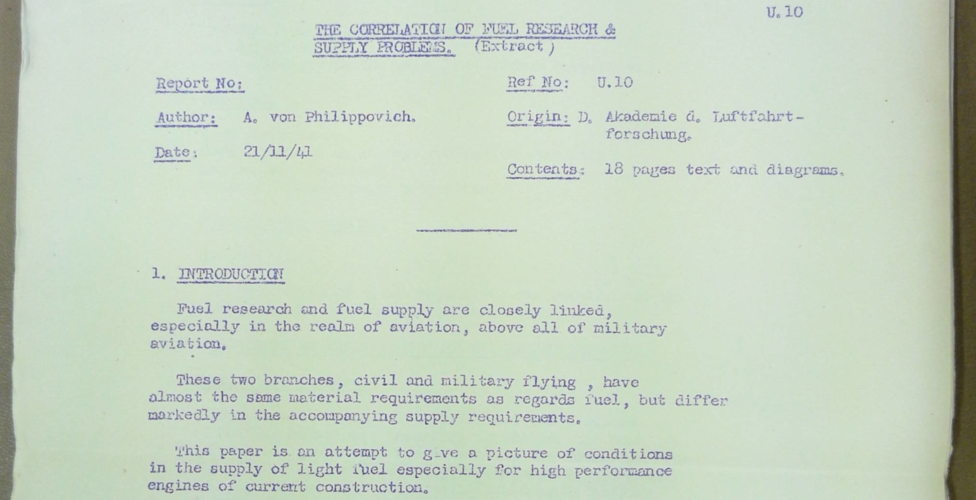 U.10
THE CORRELATION OF FUEL RESEARCH &
SUPPLY PROBLEMS. (Extract)
Report No:
Ref No: U.10
Author: A. von Philippovich.
Origin: D. Akademie d. Luftfahrt-
forschung.
Date: 21/11/41
Contents: 18 pages text and diagrams.
1. INTRODUCTION
Fuel research and fuel supply are closely linked,
especially in the realm of aviation, above all of military
aviation.
These two branches, civil and military flying , have
almost the same material requirements as regards fuel, but differ
markedly in the accompanying supply requirements.
This paper is an attempt to give a picture of conditions
in the supply of light fuel especially for high performance
engines of current construction.